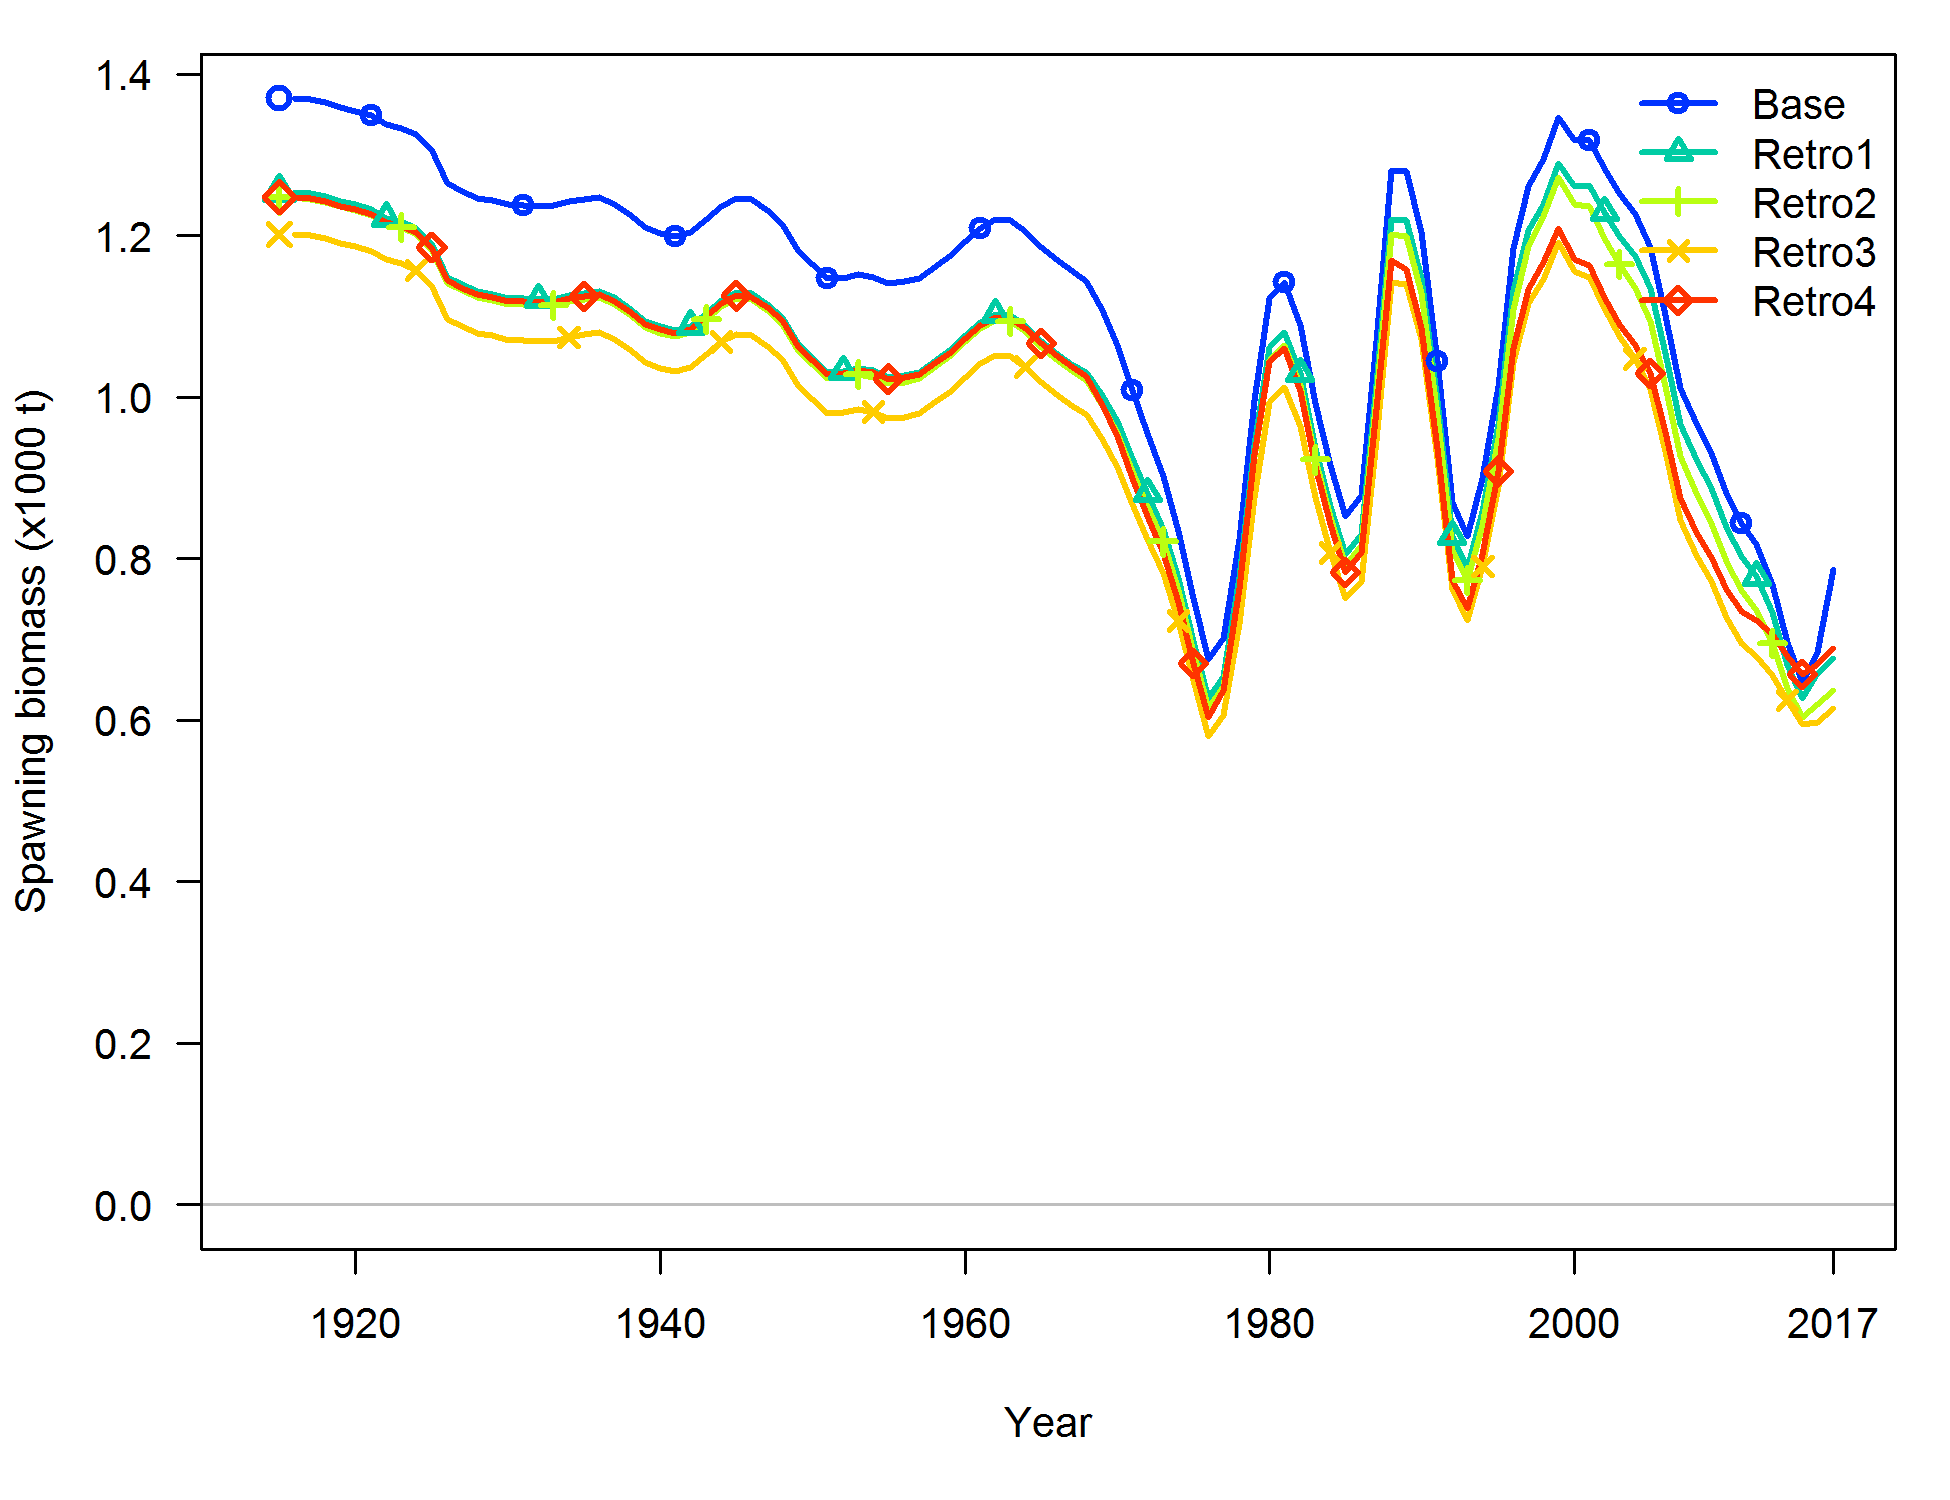 1.4
1.2
1.0
0.8
0.6
0.4
0.2
0.0
Spawning biomass (x1000 t)
Base
Retro1
Retro2
Retro3
Retro4
1920 1940 1960 1980 2000 2017
Year